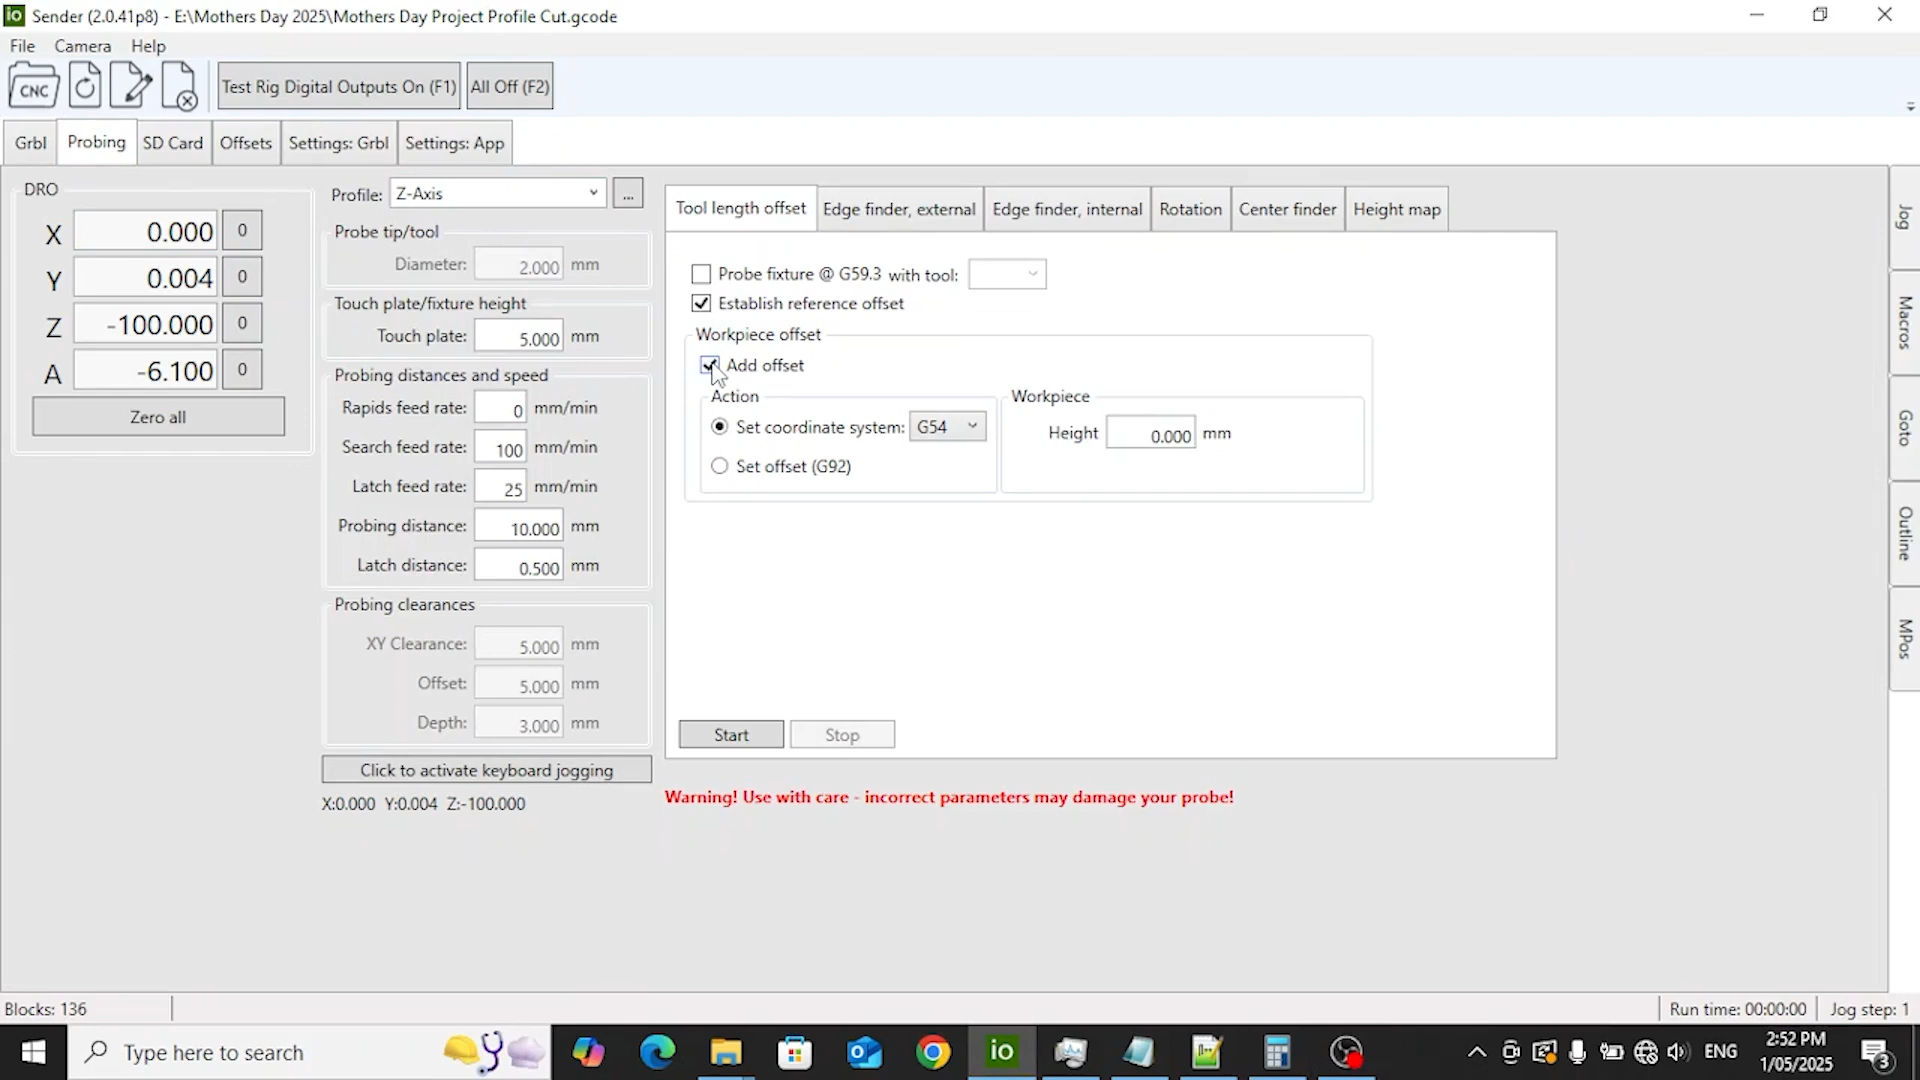 io Sender (2.0.41p8) - E:\Mothers Day 2025\Mothers Day Project Profile Cut.gcode
File Camera Help
CNC Test Rig Digital Outputs On (F1) All Off (F2)
Grbl Probing SD Card Offsets Settings: Grbl Settings: App
DRO
X 0.000 0
Y 0.004 0
Z -100.000 0
A -6.100 0
Zero all
Profile: Z-Axis ...
Probe tip/tool
Diameter: 2.000 mm
Touch plate/fixture height
Touch plate: 5.000 mm
Probing distances and speed
Rapids feed rate: 0 mm/min
Search feed rate: 100 mm/min
Latch feed rate: 25 mm/min
Probing distance: 10.000 mm
Latch distance: 0.500 mm
Probing clearances
XY Clearance: 5.000 mm
Offset: 5.000 mm
Depth: 3.000 mm
Click to activate keyboard jogging
X:0.000 Y:0.004 Z:-100.000
Tool length offset Edge finder, external Edge finder, internal Rotation Center finder Height map
Probe fixture @ G59.3 with tool:
Establish reference offset
Workpiece offset
Add offset
Action
Set coordinate system: G54
Set offset (G92)
Workpiece
Height 0.000 mm
Start Stop
Warning! Use with care - incorrect parameters may damage your probe!
Jog
Macros
Goto
Outline
MPos
Blocks: 136 Run time: 00:00:00 Jog step: 1
Type here to search io ENG 2:52 PM
1/05/2025 3